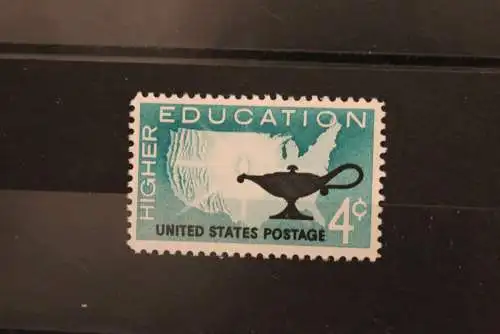 HIGHER
EDUCATION
UNITED STATES POSTAGE
4¢